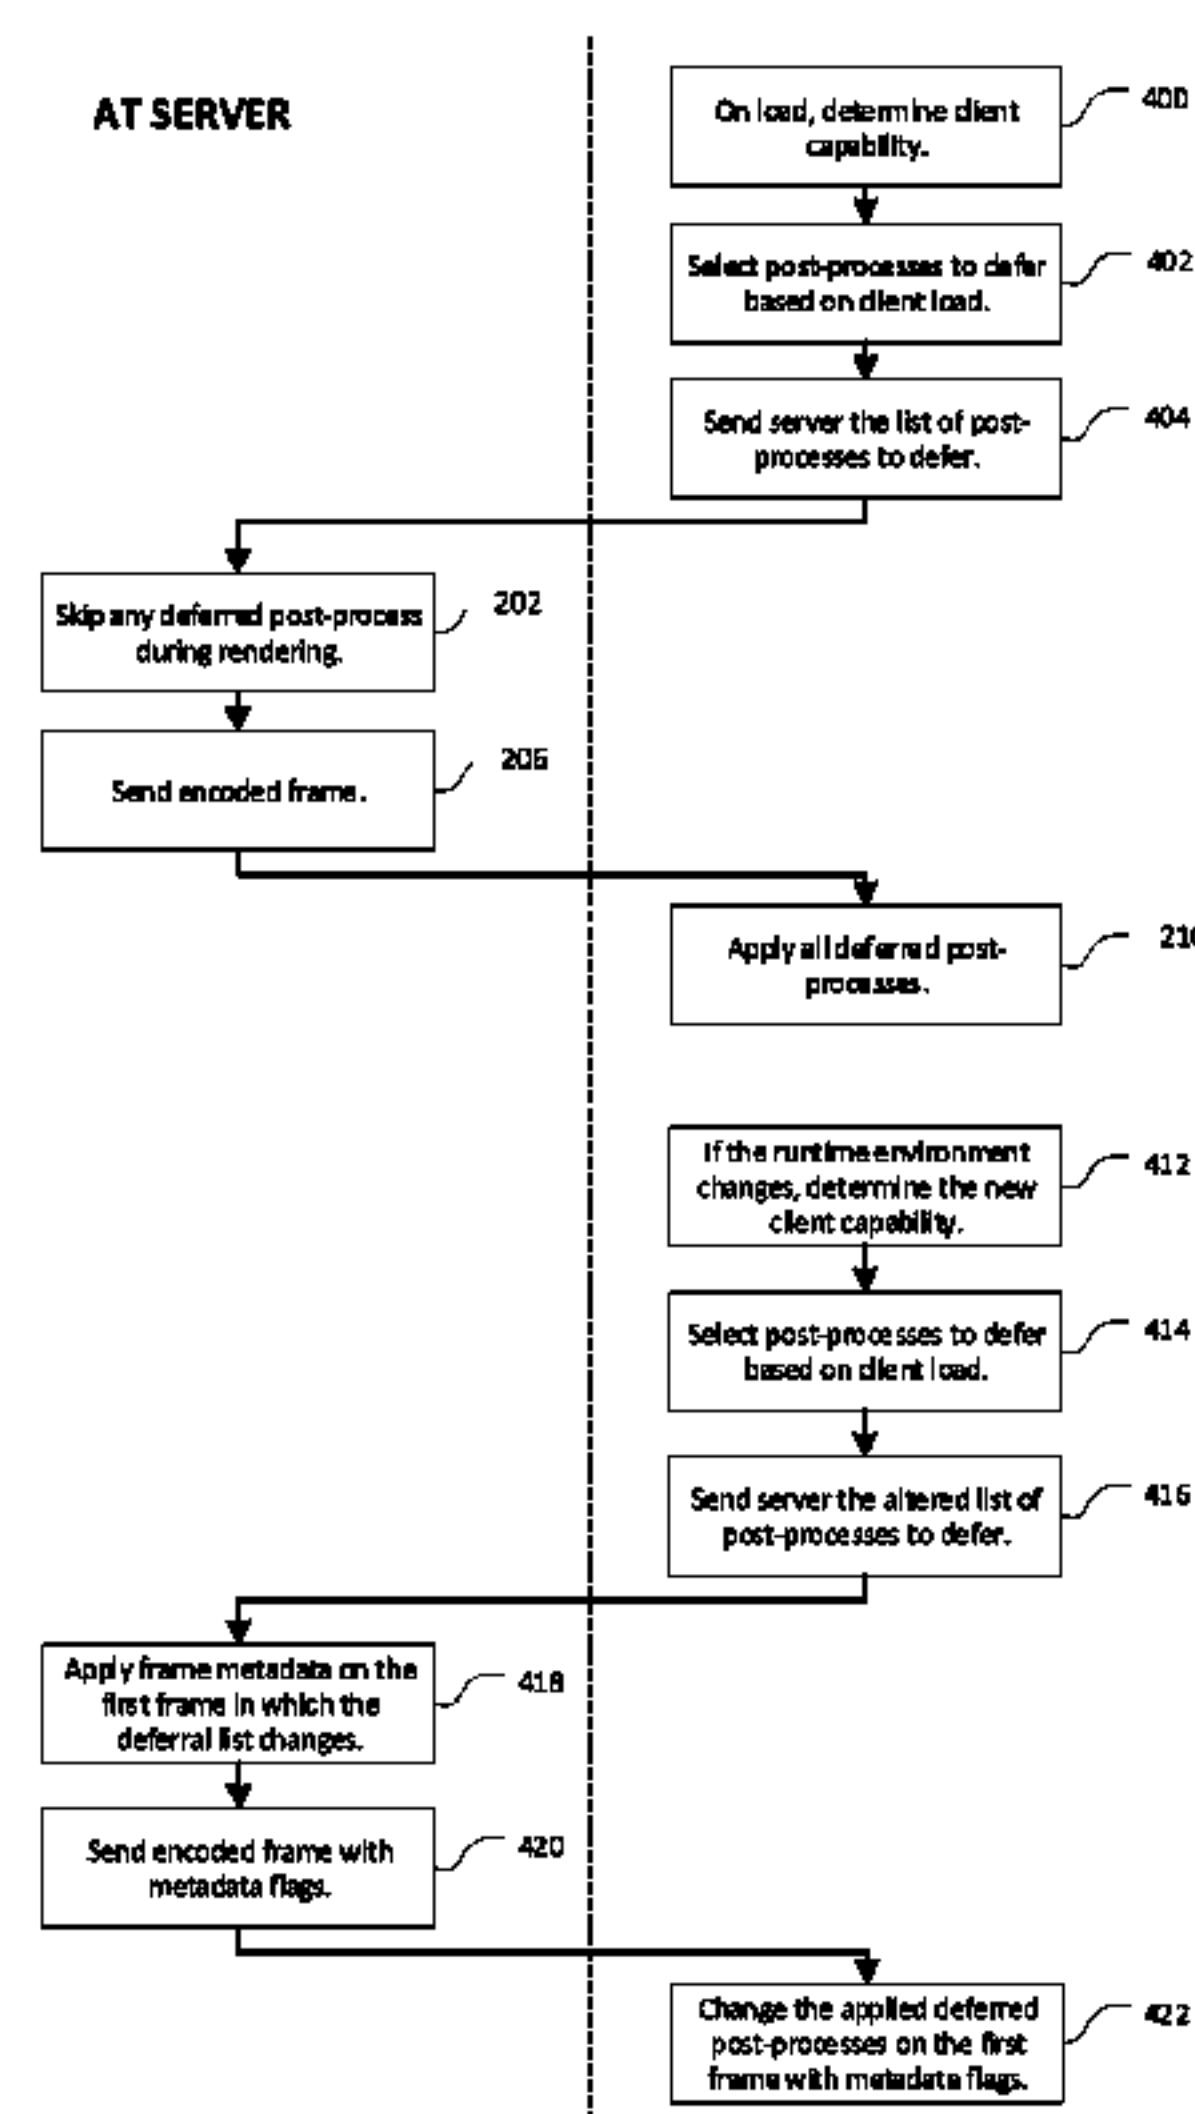 AT SERVER
On load, determine client
capability.
400
Select post-processes to defer
based on client load.
402
Send server the list of post-
processes to defer.
404
Skip any deferred post-process
during rendering.
202
Send encoded frame.
206
Apply all deferred post-
processes.
If the runtime environment
changes, determine the new
client capability.
412
Select post-processes to defer
based on client load.
414
Send server the altered list of
post-processes to defer.
416
Apply frame metadata on the
first frame in which the
deferral list changes.
418
Send encoded frame with
metadata flags.
420
Change the applied deferred
post-processes on the first
frame with metadata flags.
422